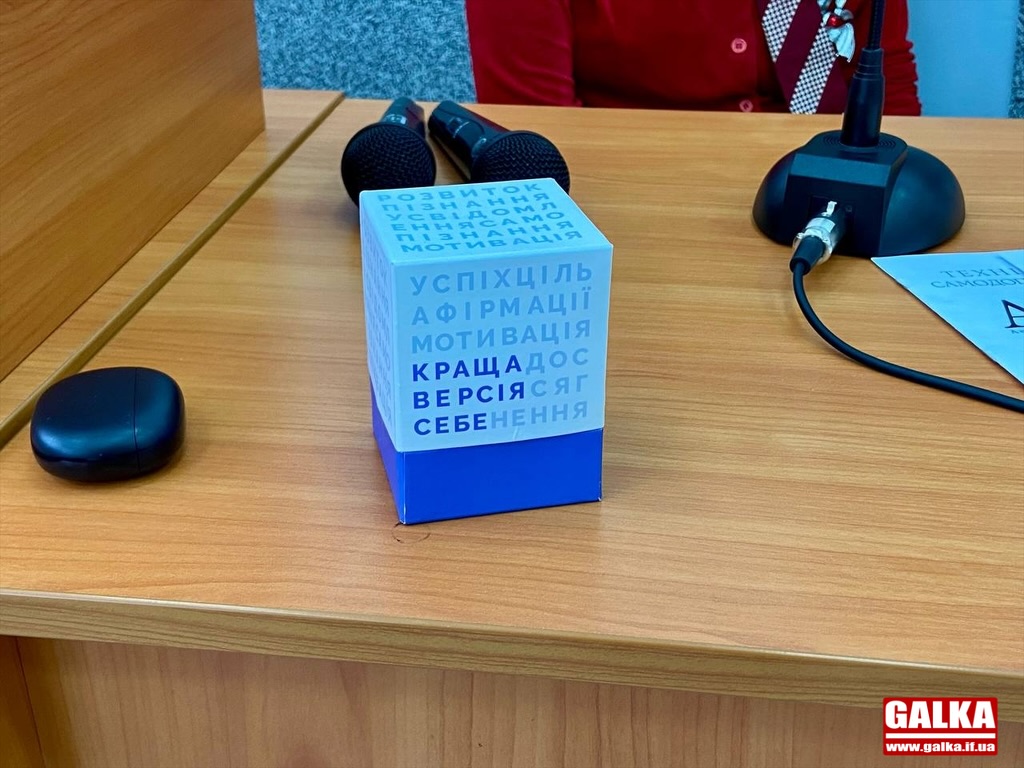 РОЗВИТОК
ПІЗНАННЯ
УСВІДОМЛ
ЕННЯСАМО
ПІЗНАННЯ
МОТИВАЦІЯ
УСПІХЦІЛЬ
АФІРМАЦІЇ
МОТИВАЦІЯ
КРАЩАДОС
ВЕРСІЯСЯГ
СЕБЕНЕННЯ
GALKA
www.galka.if.ua